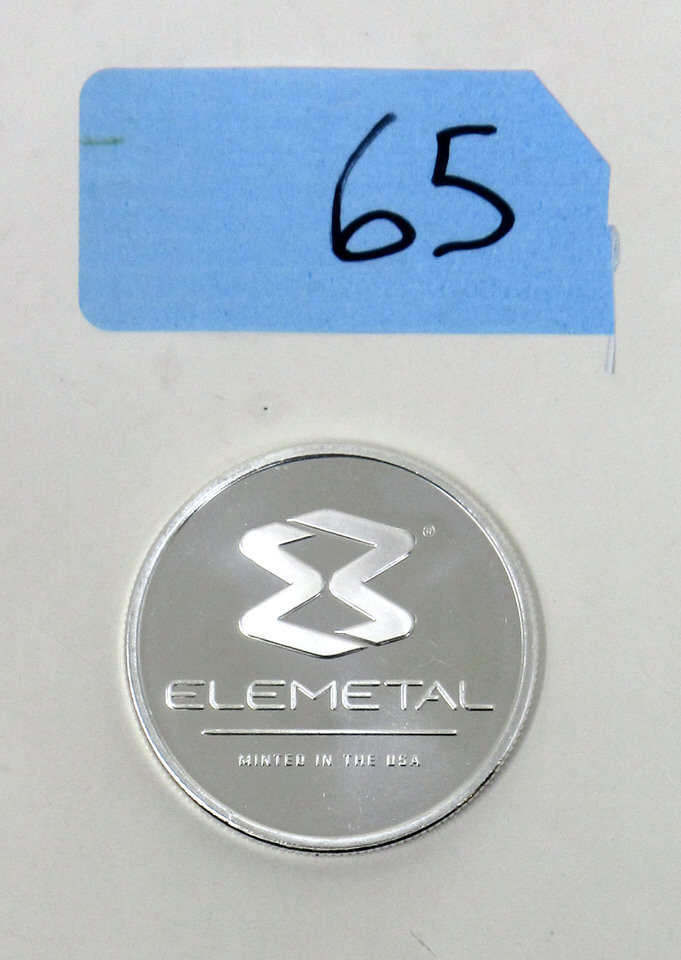 65
®
ELEMETAL
MINTED IN THE USA